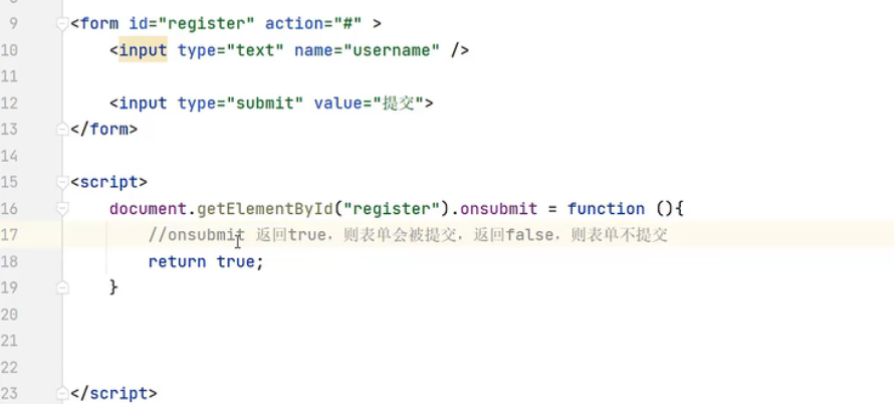 9 <form id="register" action="#" >
10 <input type="text" name="username" />
11
12 <input type="submit" value="提交">
13 </form>
14
15 <script>
16 document.getElementById("register").onsubmit = function (){
17 //onsubmit 返回true，则表单会被提交，返回false，则表单不提交
18 return true;
19 }
20
21
22
23 </script>